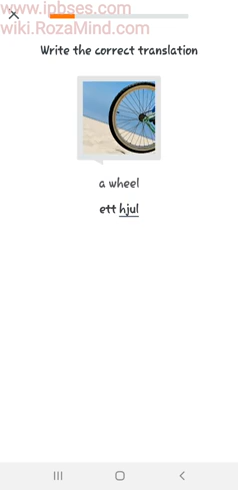 www.ipbses.com
wiki.RozaMind.com
Write the correct translation
a wheel
ett hjul